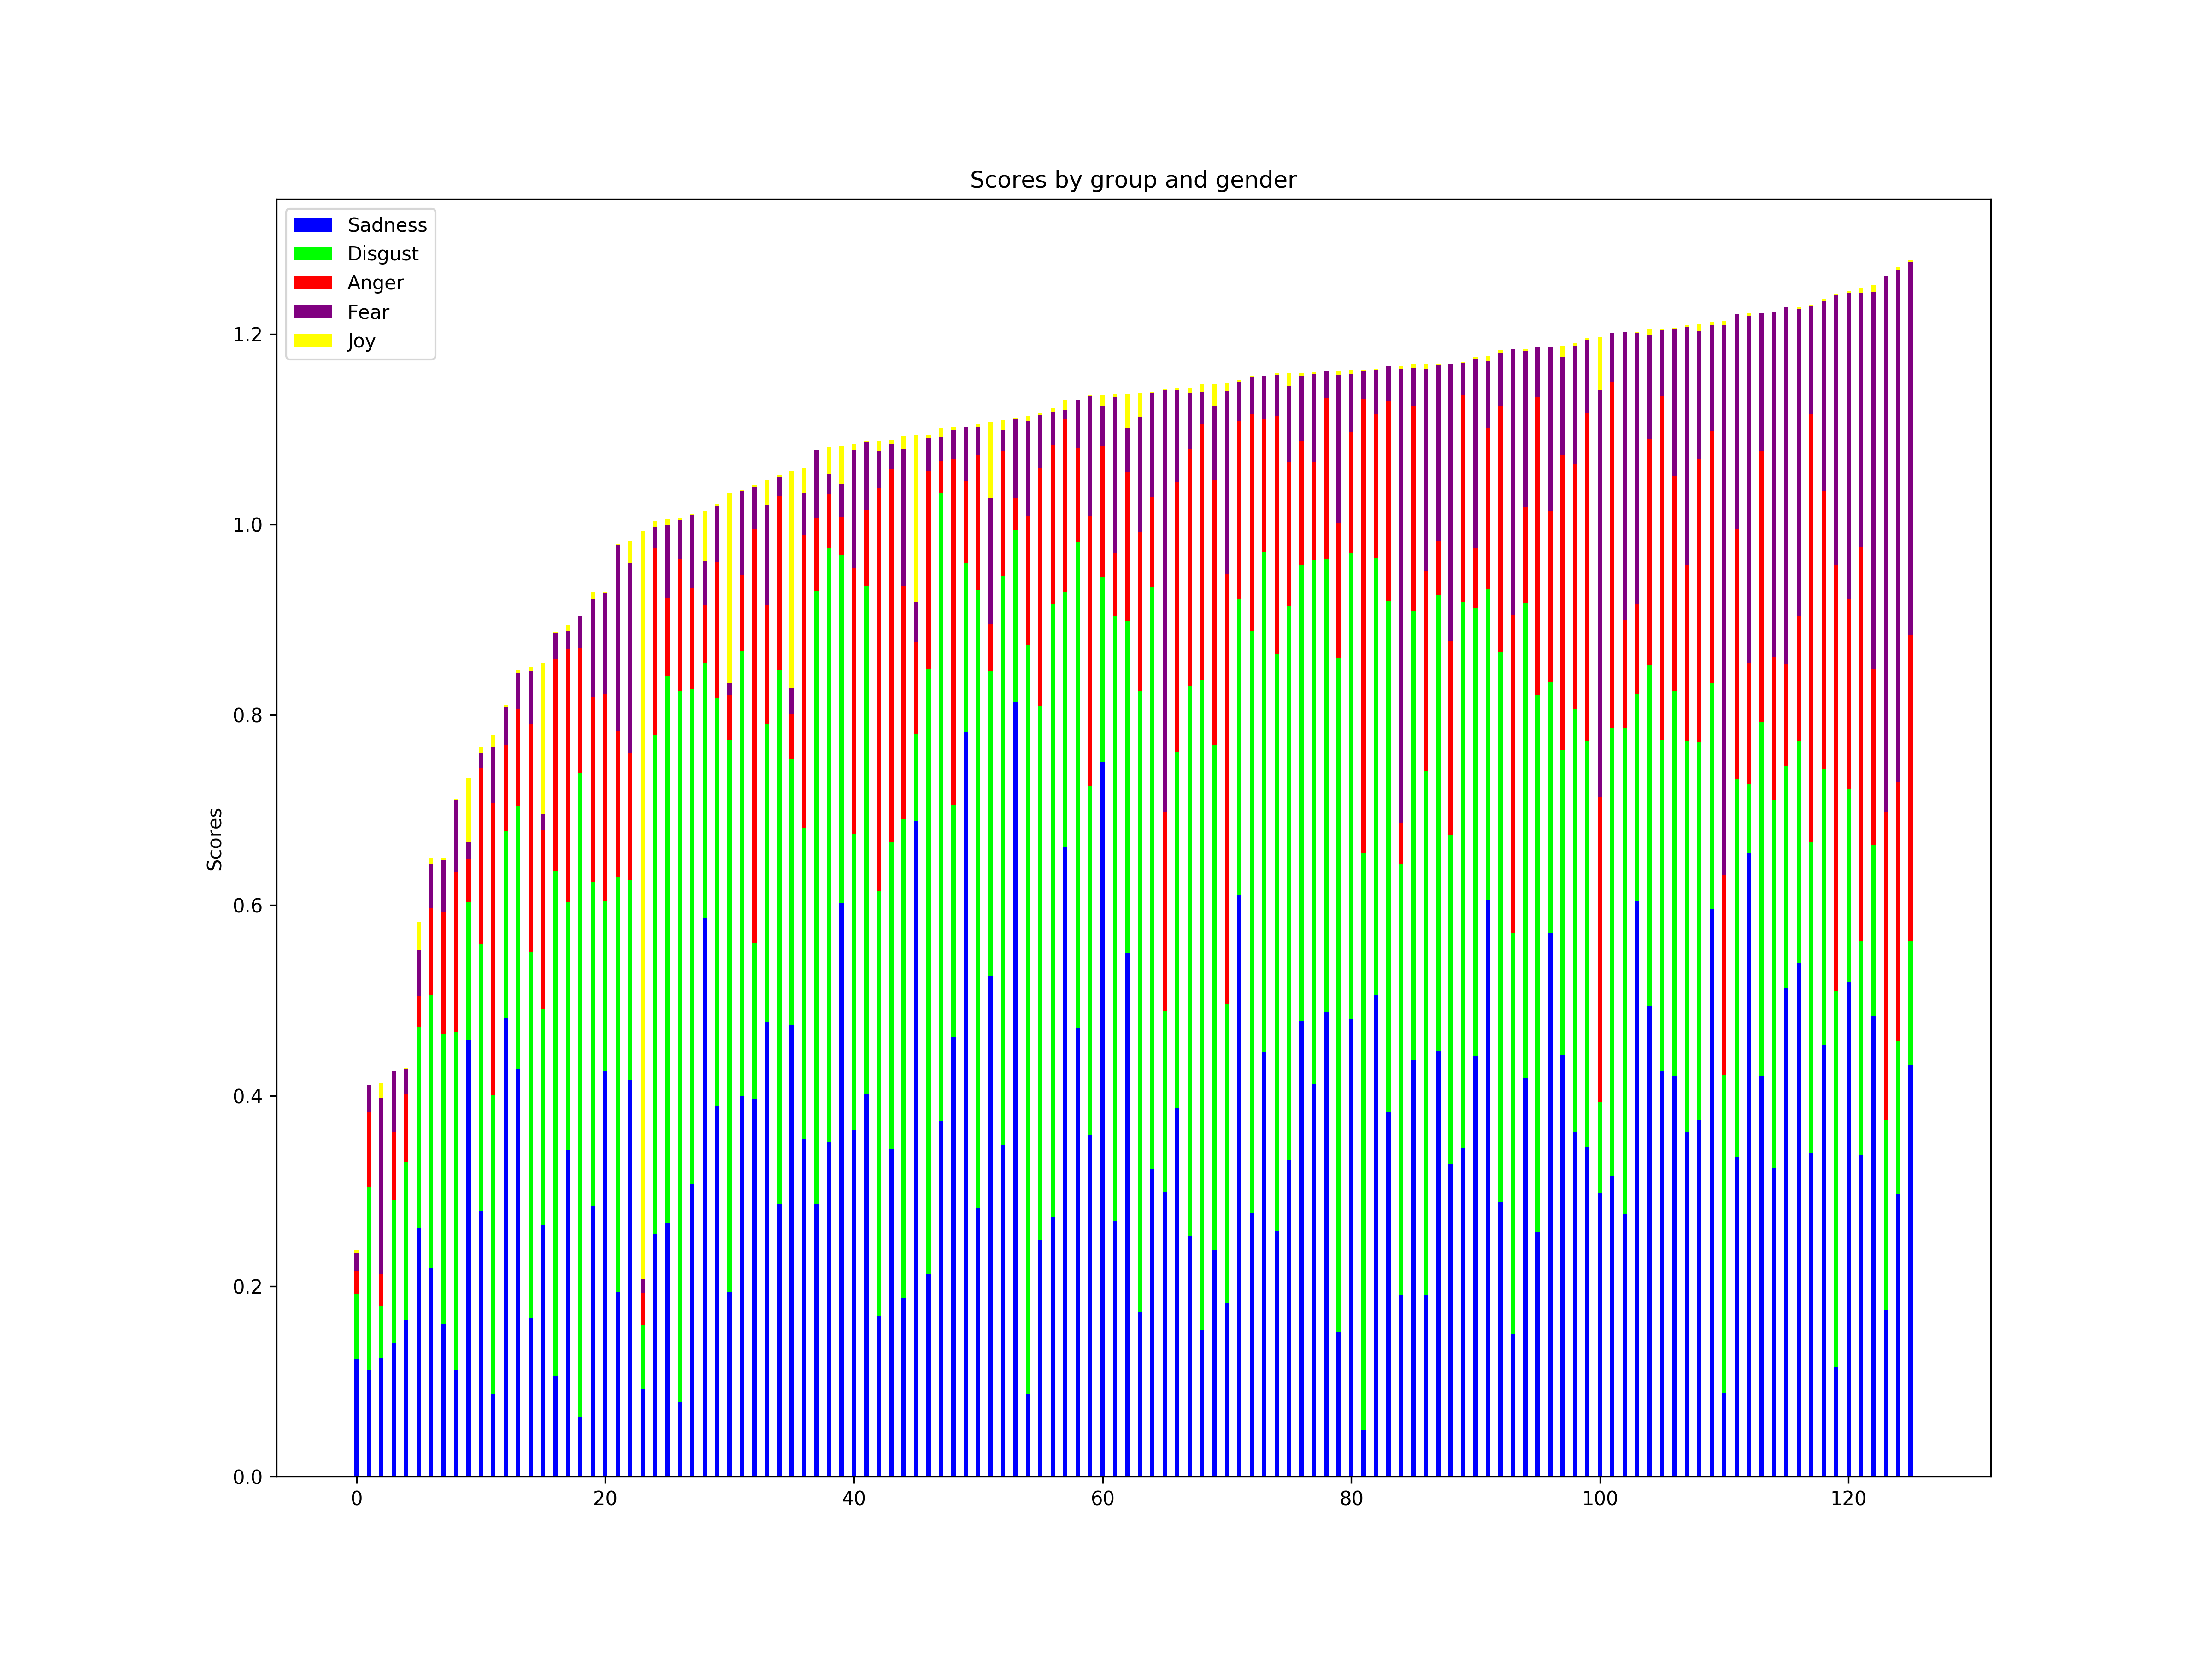 Scores by group and gender
Sadness
Disgust
Anger
Fear
Joy
Scores
1.2
1.0
0.8
0.6
0.4
0.2
0.0
0 20 40 60 80 100 120